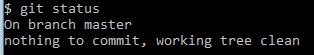 $ git status
On branch master
nothing to commit, working tree clean